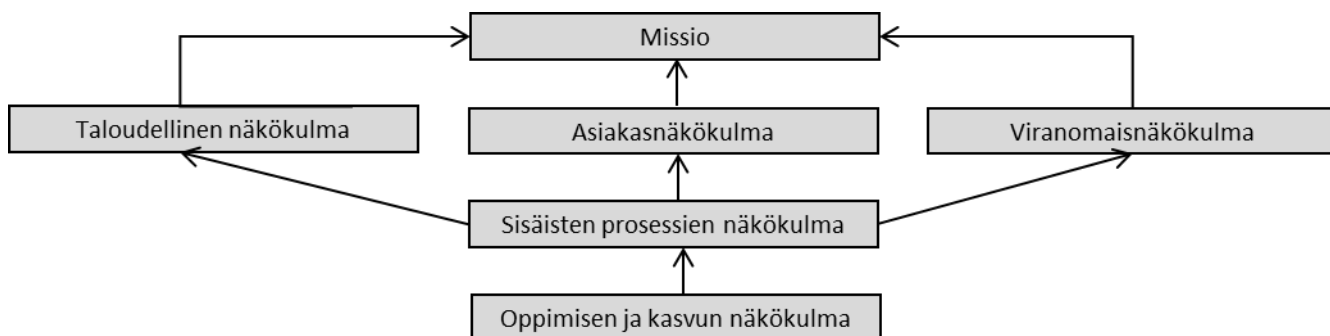 Missio
Taloudellinen näkökulma
Asiakasnäkökulma
Viranomaisnäkökulma
Sisäisten prosessien näkökulma
Oppimisen ja kasvun näkökulma